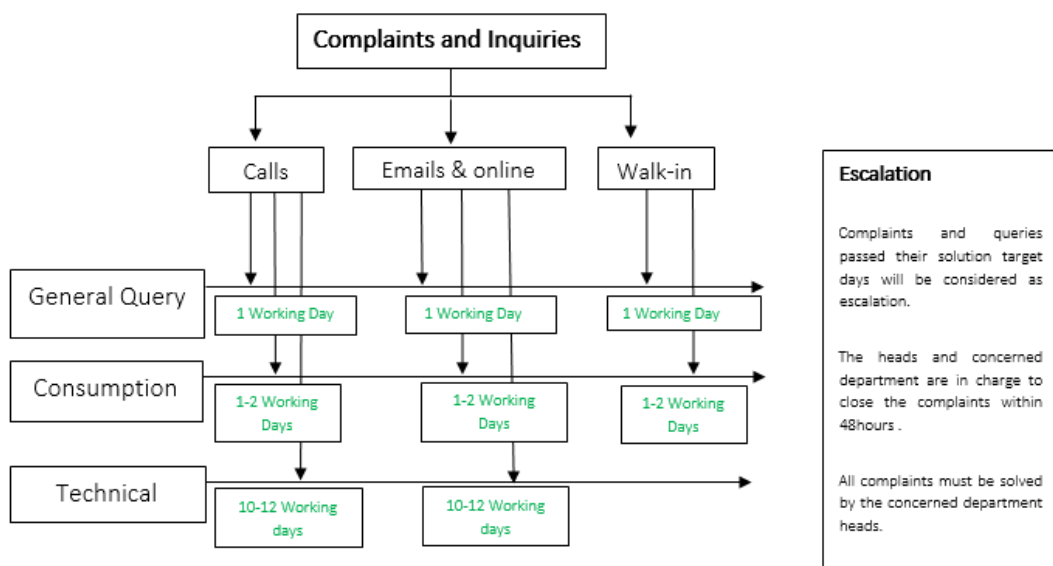 Complaints and Inquiries
Calls
Emails & online
Walk-in
General Query
1 Working Day
1 Working Day
1 Working Day
Consumption
1-2 Working
Days
1-2 Working
Days
1-2 Working
Days
Technical
10-12 Working
days
10-12 Working
days
Escalation
Complaints and queries
passed their solution target
days will be considered as
escalation.
The heads and concerned
department are in charge to
close the complaints within
48hours .
All complaints must be solved
by the concerned department
heads.